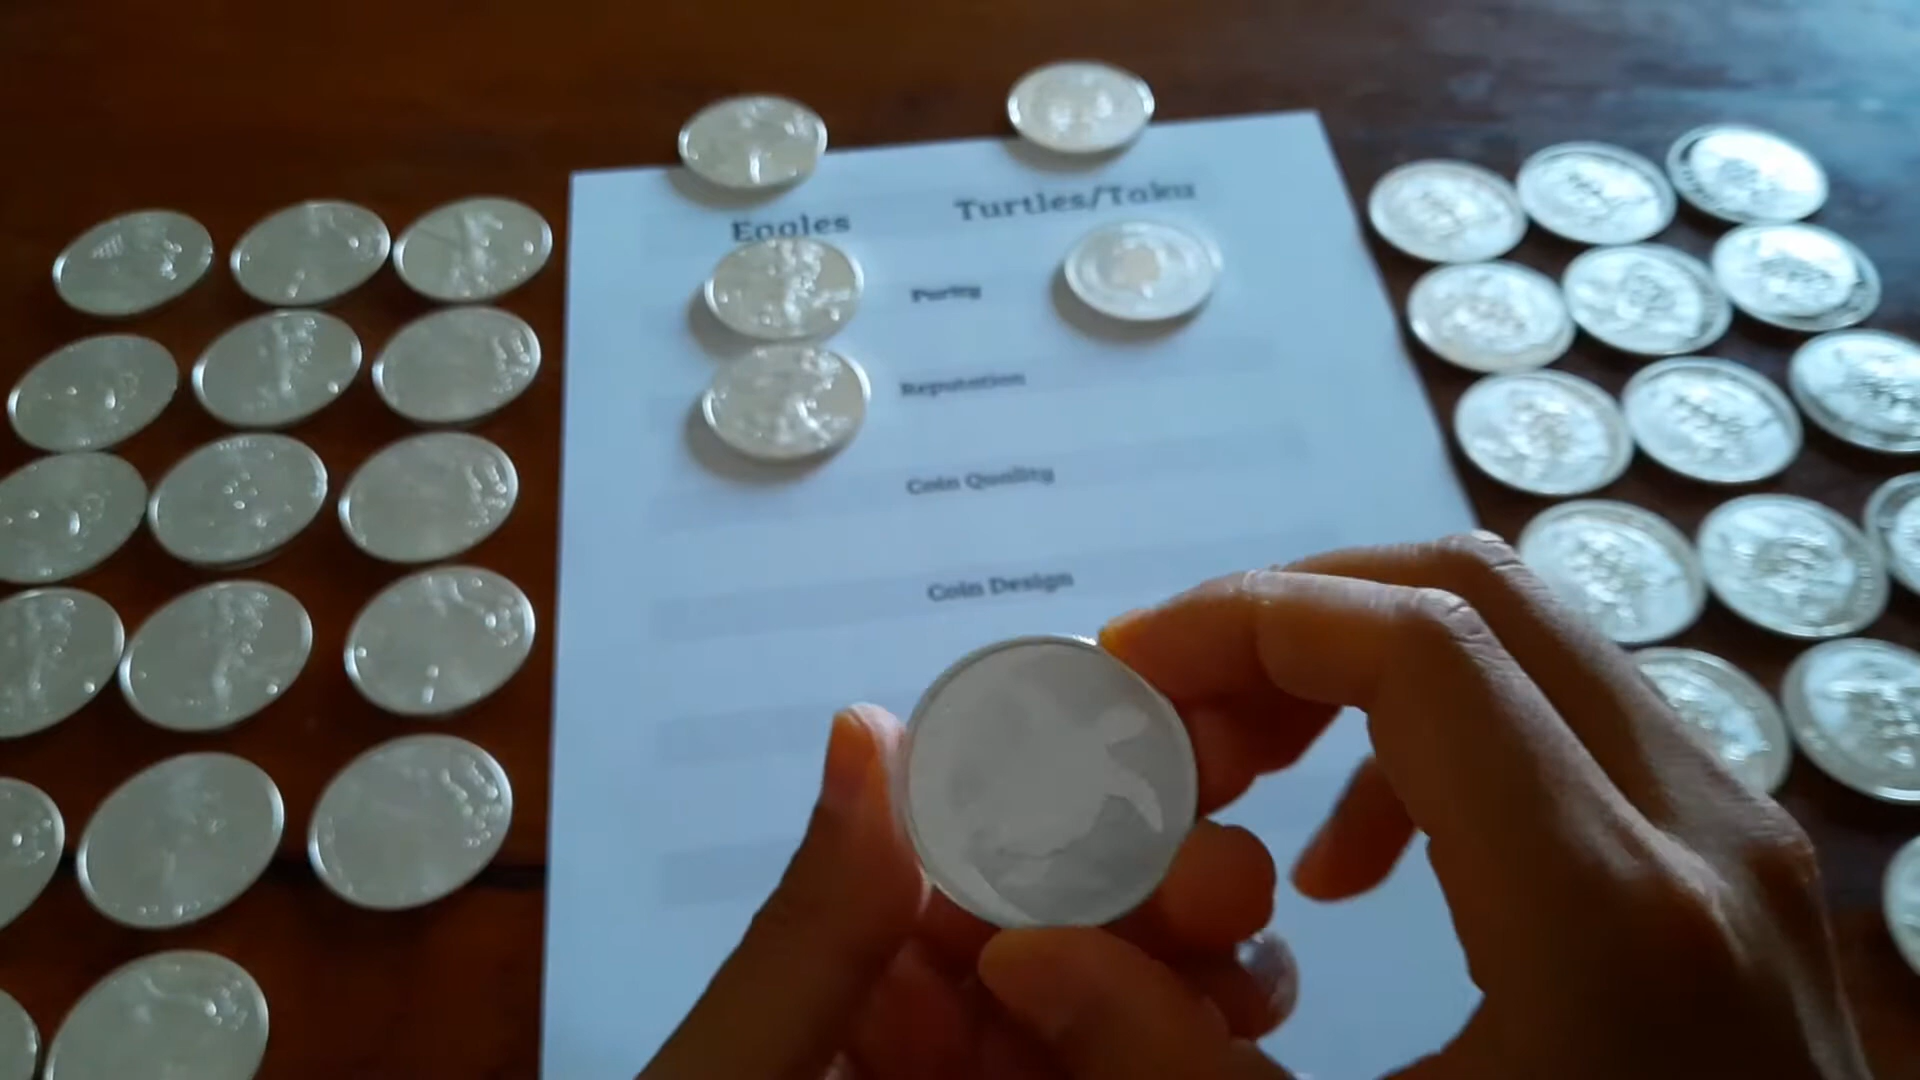 Eagles
Turtles/Taku
Purity
Reputation
Coin Quality
Coin Design